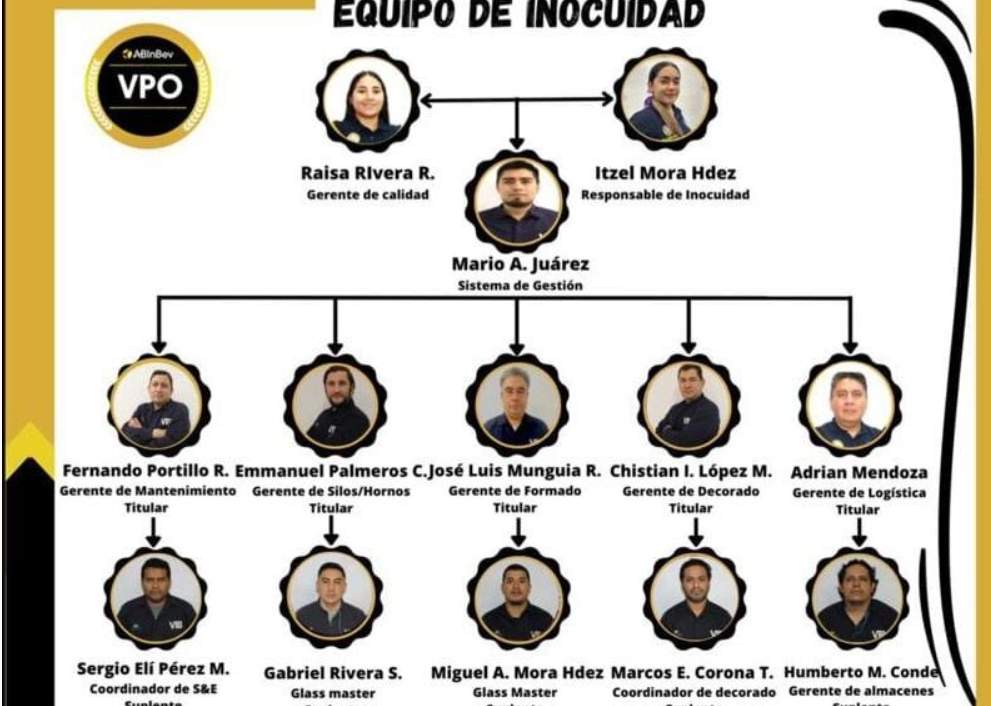 EQUIPO DE INOCUIDAD
ABInBev
VPO
Raisa RIvera R.
Gerente de calidad
Itzel Mora Hdez
Responsable de Inocuidad
Mario A. Juárez
Sistema de Gestión
Fernando Portillo R.
Gerente de Mantenimiento
Titular
Emmanuel Palmeros C.
Gerente de Silos/Hornos
Titular
José Luis Munguia R.
Gerente de Formado
Titular
Chistian I. López M.
Gerente de Decorado
Titular
Adrian Mendoza
Gerente de Logística
Titular
Sergio Elí Pérez M.
Coordinador de S&E
Suplente
Gabriel Rivera S.
Glass master
Miguel A. Mora Hdez
Glass Master
Marcos E. Corona T.
Coordinador de decorado
Humberto M. Conde
Gerente de almacenes
Suplente